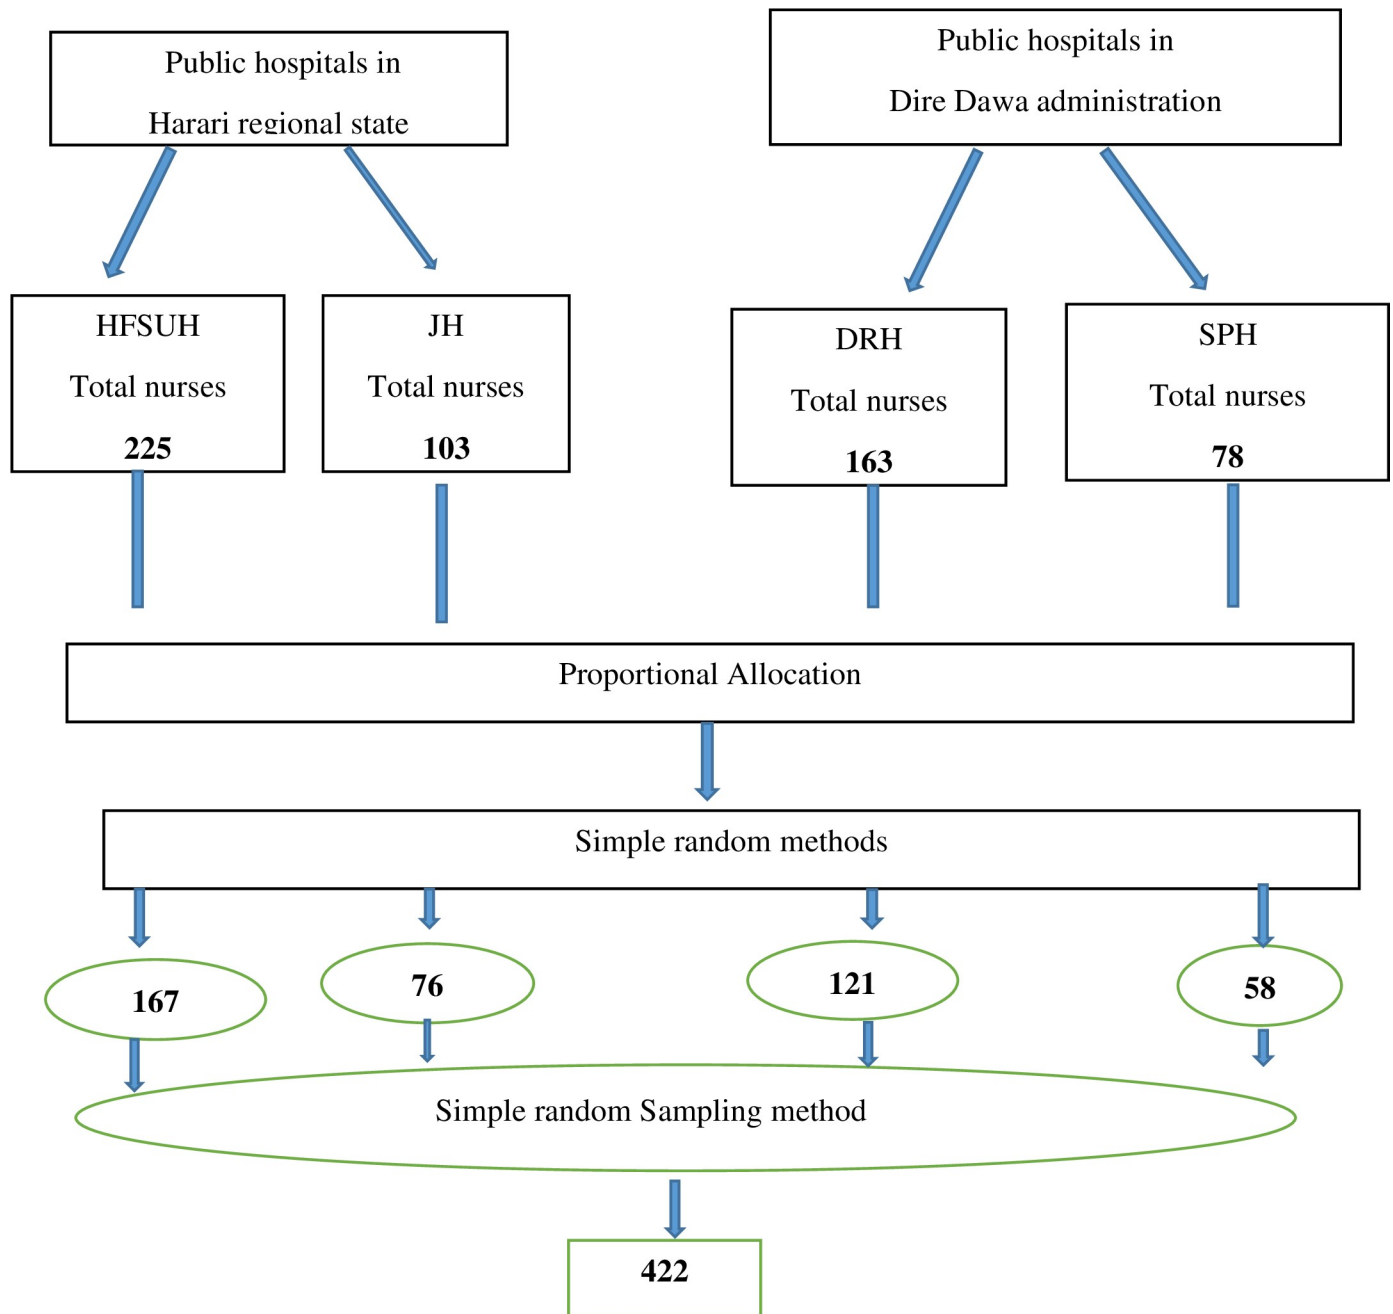 Public hospitals in
Harari regional state
Public hospitals in
Dire Dawa administration
HFSUH
Total nurses
225
JH
Total nurses
103
DRH
Total nurses
163
SPH
Total nurses
78
Proportional Allocation
Simple random methods
167
76
121
58
Simple random Sampling method
422